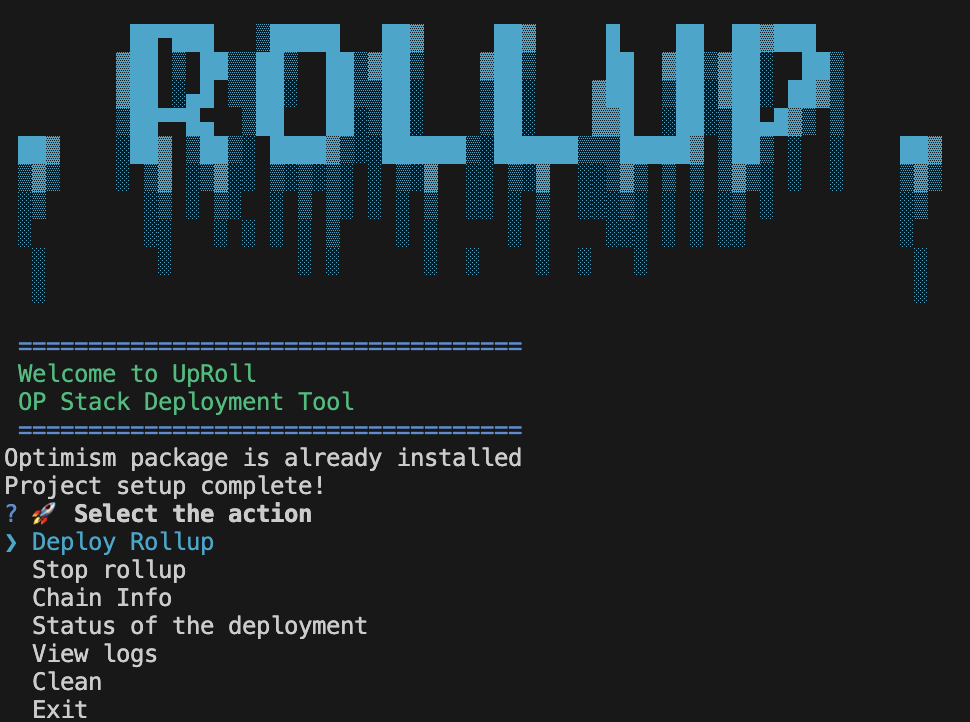 .ROLLUP.
====================================
Welcome to UpRoll
OP Stack Deployment Tool
====================================
Optimism package is already installed
Project setup complete!
? 🚀 Select the action
❯ Deploy Rollup
Stop rollup
Chain Info
Status of the deployment
View logs
Clean
Exit